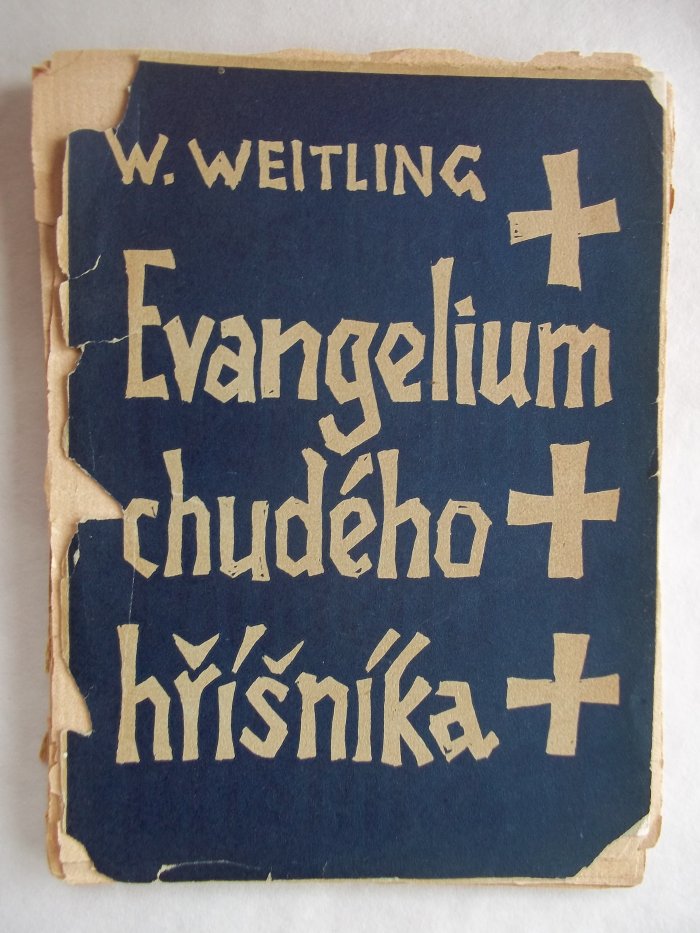 W. WEITLING
Evangelium
chudého
hříšníka